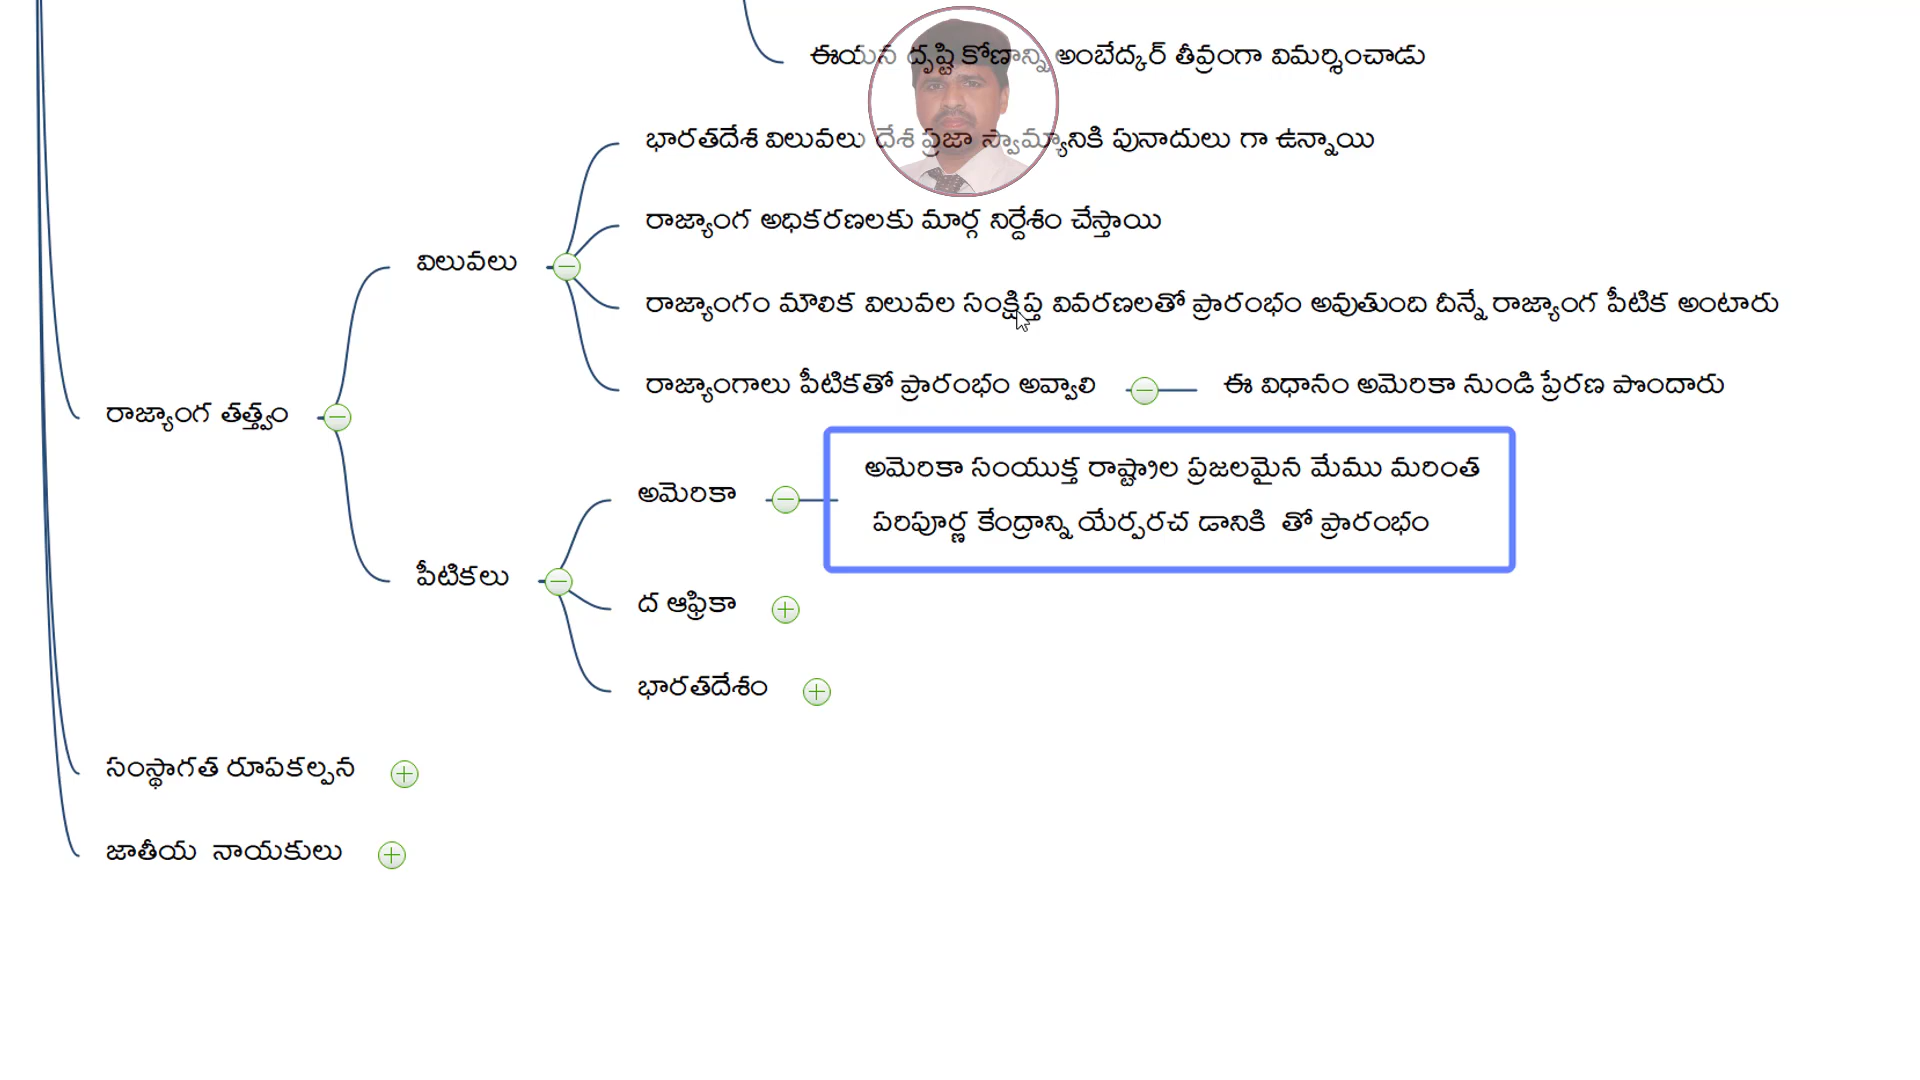 ఈయన దృష్టి కోణాన్ని అంబేద్కర్ తీవ్రంగా విమర్శించాడు
భారతదేశ విలువలు దేశ ప్రజా స్వామ్యానికి పునాదులు గా ఉన్నాయి
రాజ్యాంగ అధికరణలకు మార్గ నిర్దేశం చేస్తాయి
విలువలు
రాజ్యాంగం మౌలిక విలువల సంక్షిప్త వివరణలతో ప్రారంభం అవుతుంది దీన్నే రాజ్యాంగ పీటిక అంటారు
రాజ్యాంగాలు పీటికతో ప్రారంభం అవ్వాలి
ఈ విధానం అమెరికా నుండి ప్రేరణ పొందారు
రాజ్యాంగ తత్త్వం
అమెరికా
అమెరికా సంయుక్త రాష్ట్రాల ప్రజలమైన మేము మరింత
పరిపూర్ణ కేంద్రాన్ని యేర్పరచ డానికి తో ప్రారంభం
పీటికలు
ద ఆఫ్రికా
భారతదేశం
సంస్థాగత రూపకల్పన
జాతీయ నాయకులు